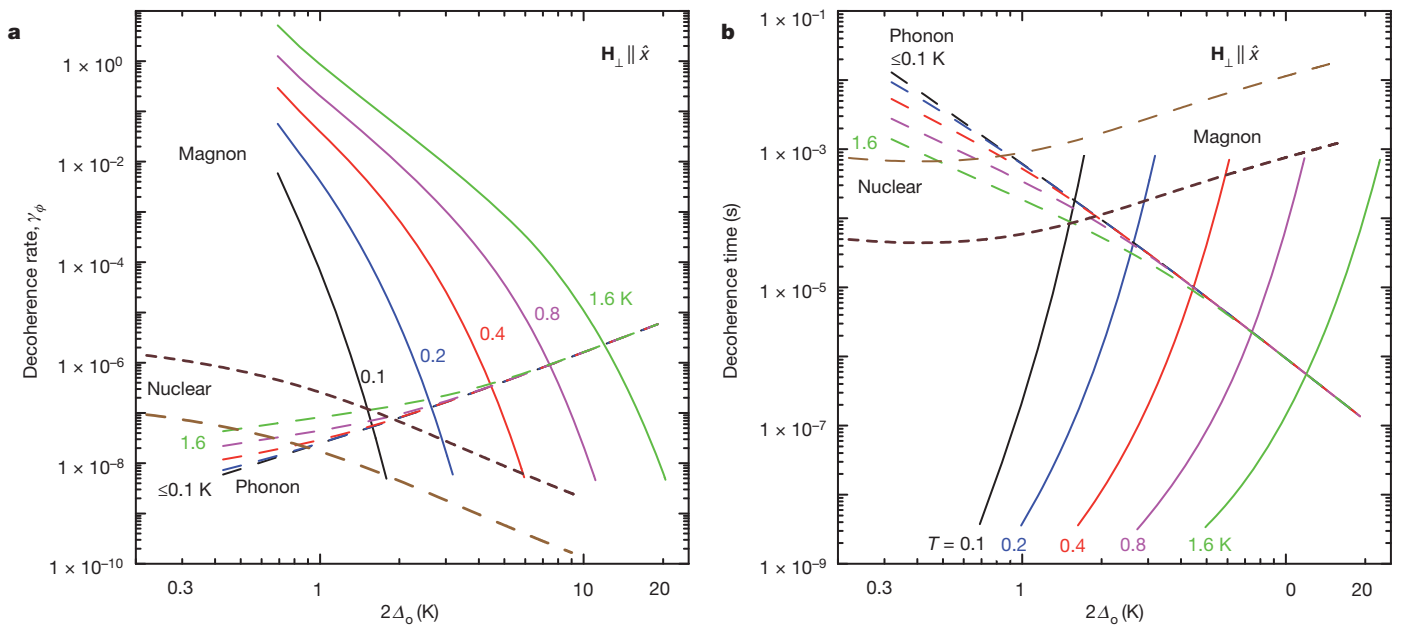 a
H⊥ ∥ x̂
Decoherence rate, γϕ
1 × 10⁰
1 × 10⁻²
1 × 10⁻⁴
1 × 10⁻⁶
1 × 10⁻⁸
1 × 10⁻¹⁰
Magnon
1.6 K
0.8
0.4
0.2
0.1
Nuclear
1.6
≤0.1 K
Phonon
0.3
1
10
20
2Δo (K)
b
Phonon
≤0.1 K
H⊥ ∥ x̂
Decoherence time (s)
1 × 10⁻¹
1 × 10⁻³
1 × 10⁻⁵
1 × 10⁻⁷
1 × 10⁻⁹
1.6
Magnon
Nuclear
T = 0.1
0.2
0.4
0.8
1.6 K
0.3
1
0
20
2Δo (K)